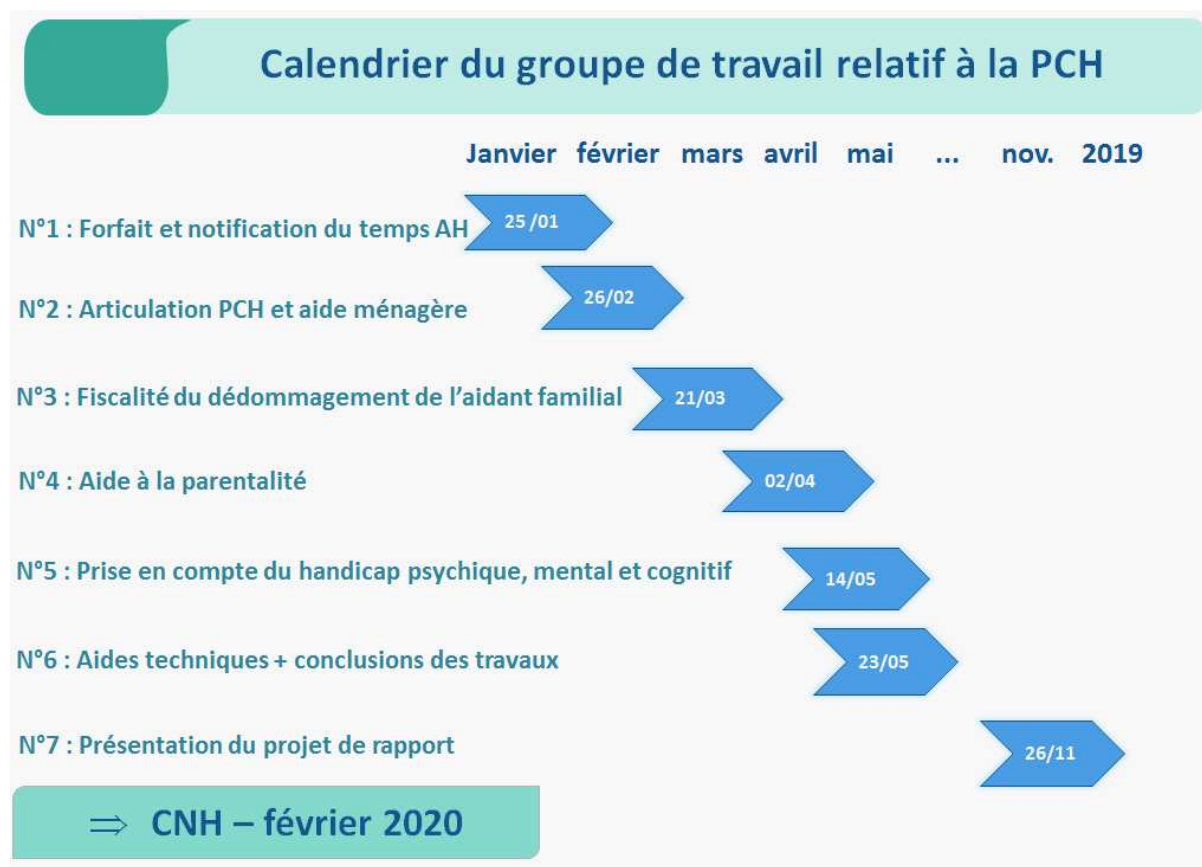 Calendrier du groupe de travail relatif à la PCH
Janvier février mars avril mai ... nov. 2019
N°1 : Forfait et notification du temps AH 25 /01
N°2 : Articulation PCH et aide ménagère 26/02
N°3 : Fiscalité du dédommagement de l’aidant familial 21/03
N°4 : Aide à la parentalité 02/04
N°5 : Prise en compte du handicap psychique, mental et cognitif 14/05
N°6 : Aides techniques + conclusions des travaux 23/05
N°7 : Présentation du projet de rapport 26/11
⇒ CNH – février 2020